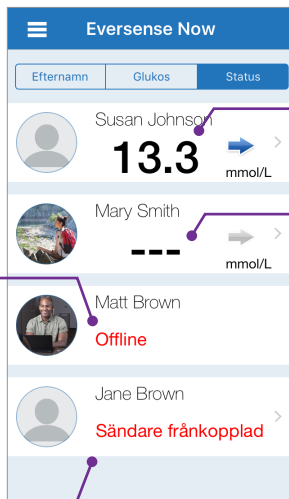 Eversense Now
Efternamn Glukos Status
Susan Johnson
13.3
mmol/L
Mary Smith
---
mmol/L
Matt Brown
Offline
Jane Brown
Sändare frånkopplad